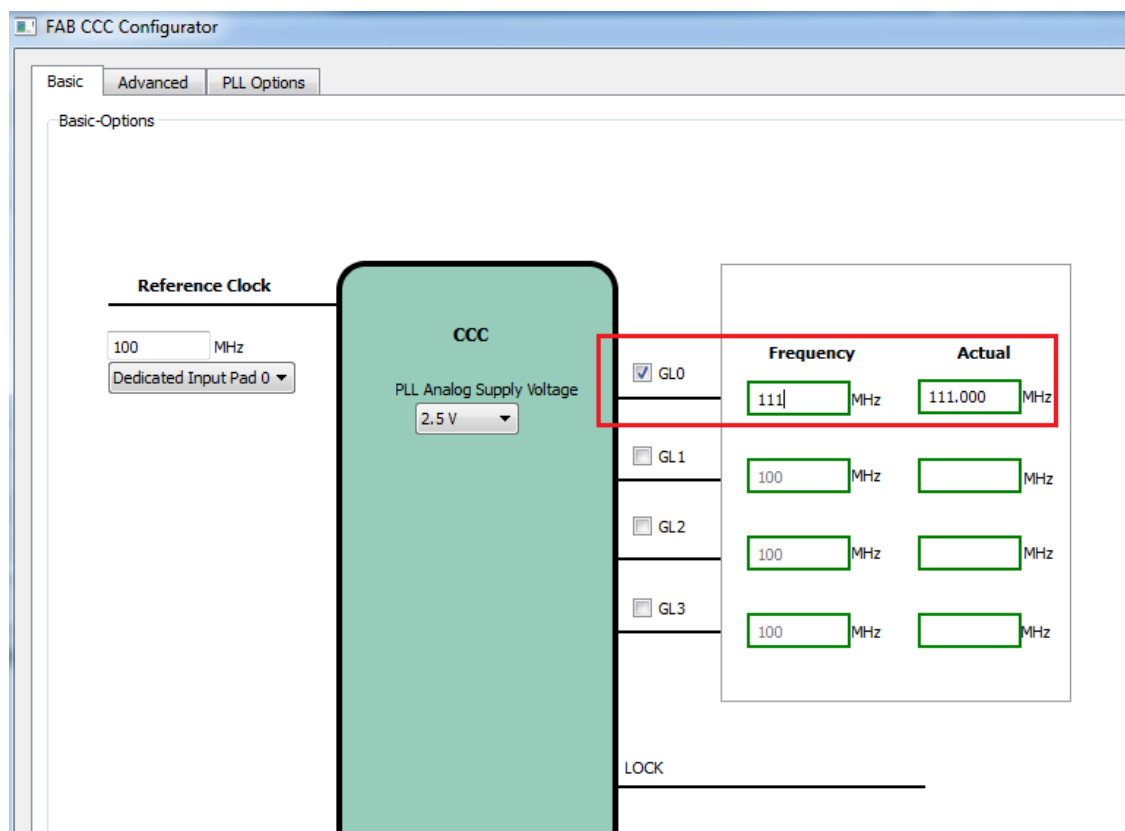 FAB CCC Configurator
Basic Advanced PLL Options
Basic-Options
Reference Clock
100 MHz
Dedicated Input Pad 0
CCC
PLL Analog Supply Voltage
2.5 V
Frequency Actual
GL0 111 MHz 111.000 MHz
GL1 100 MHz MHz
GL2 100 MHz MHz
GL3 100 MHz MHz
LOCK